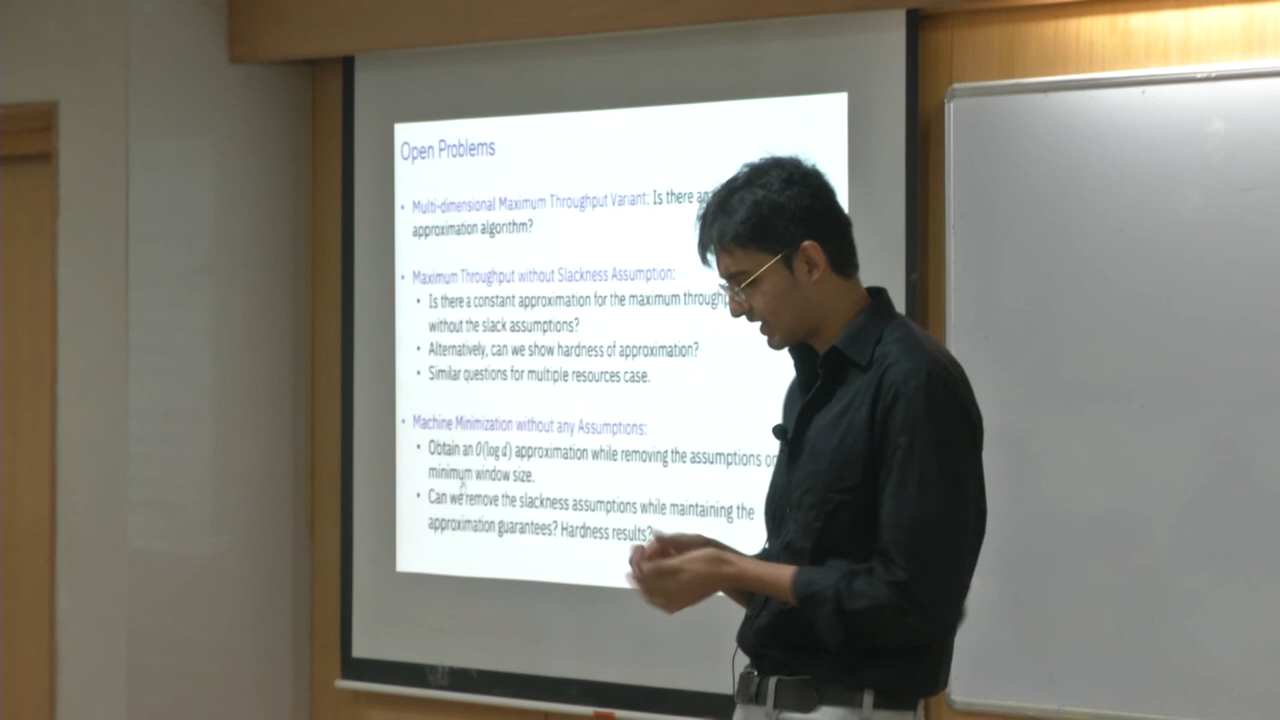 Open Problems
• Multi-dimensional Maximum Throughput Variant: Is there
approximation algorithm?
• Maximum Throughput without Slackness Assumption:
• Is there a constant approximation for the maximum
without the slack assumptions?
• Alternatively, can we show hardness of approximation?
• Similar questions for multiple resources case.
• Machine Minimization without any Assumptions:
• Obtain an O(log d) approximation while removing the assumptions
minimum window size.
• Can we remove the slackness assumptions while maintaining the
approximation guarantees? Hardness results?